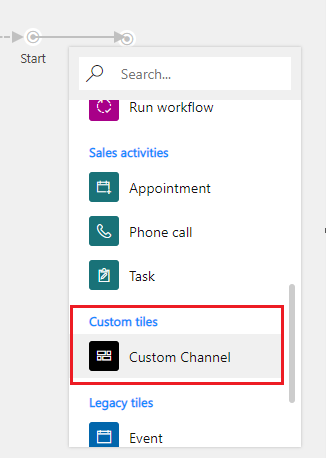 Start
Search...
Run workflow
Sales activities
Appointment
Phone call
Task
Custom tiles
Custom Channel
Legacy tiles
Event